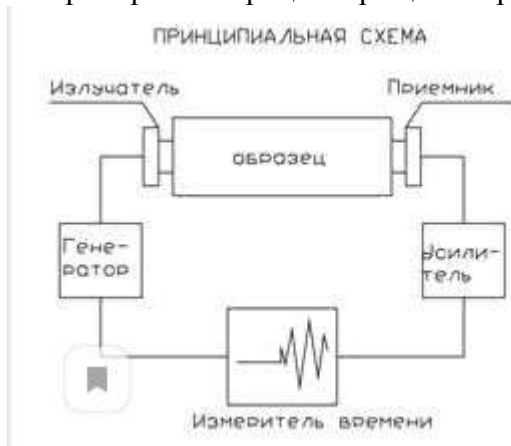 ПРИНЦИПИАЛЬНАЯ СХЕМА
Излучатель
Приемник
образец
Гене-
ратор
Усили-
тель
Измеритель времени